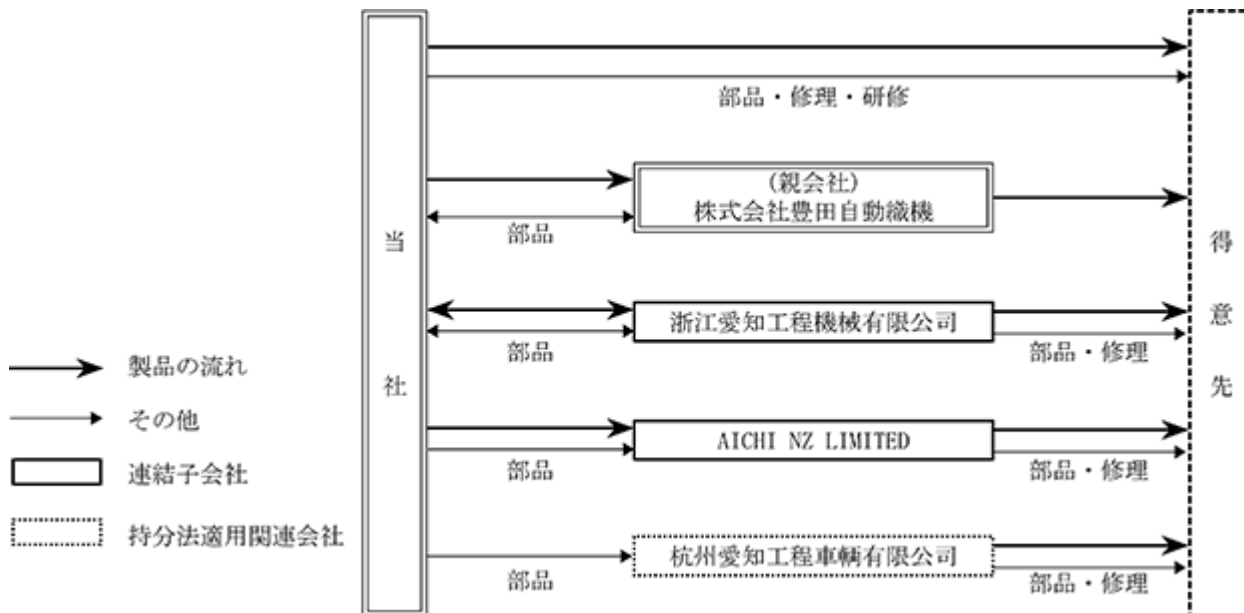 部品・修理・研修
(親会社)
株式会社豊田自動織機
部品
当社
得意先
浙江愛知工程機械有限公司
部品
部品・修理
製品の流れ
その他
AICHI NZ LIMITED
部品
部品・修理
連結子会社
持分法適用関連会社
杭州愛知工程車輌有限公司
部品
部品・修理